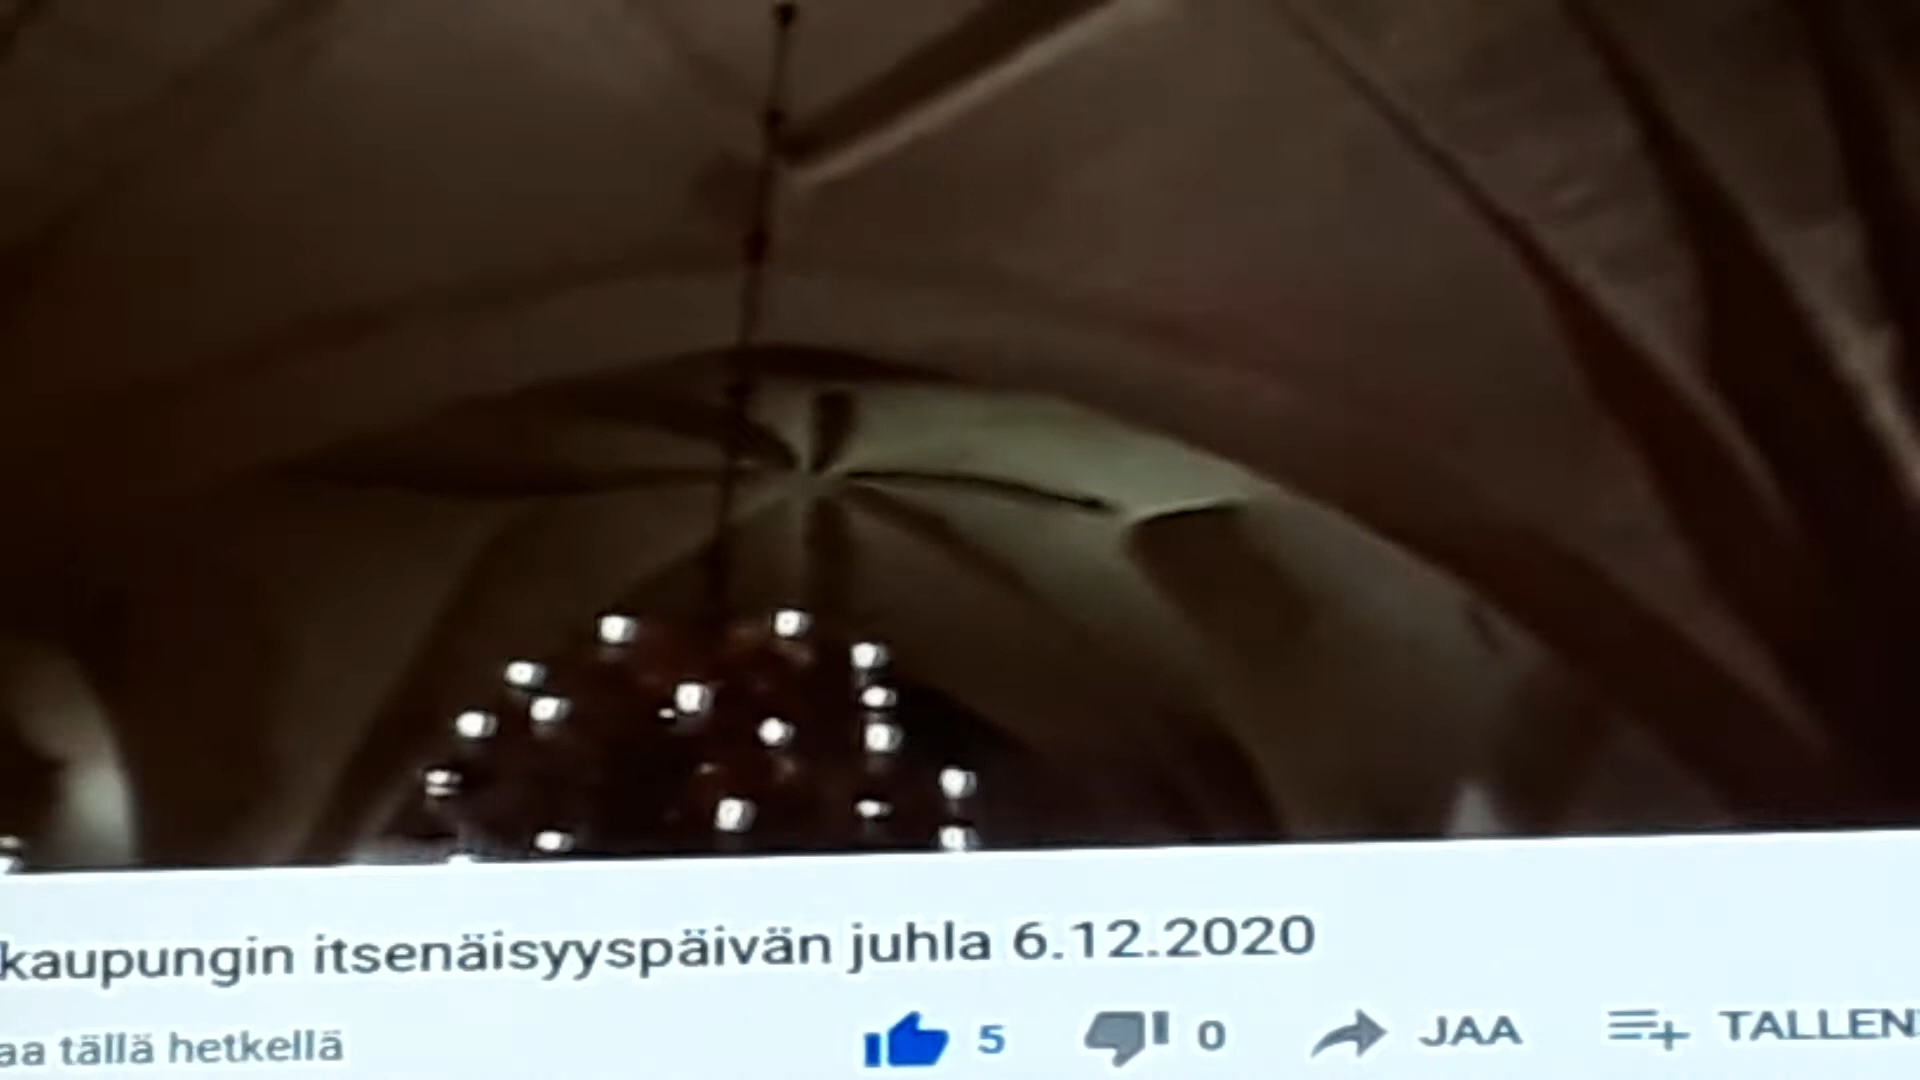 kaupungin itsenäisyyspäivän juhla 6.12.2020
aa tällä hetkellä 5 0 JAA TALLEN